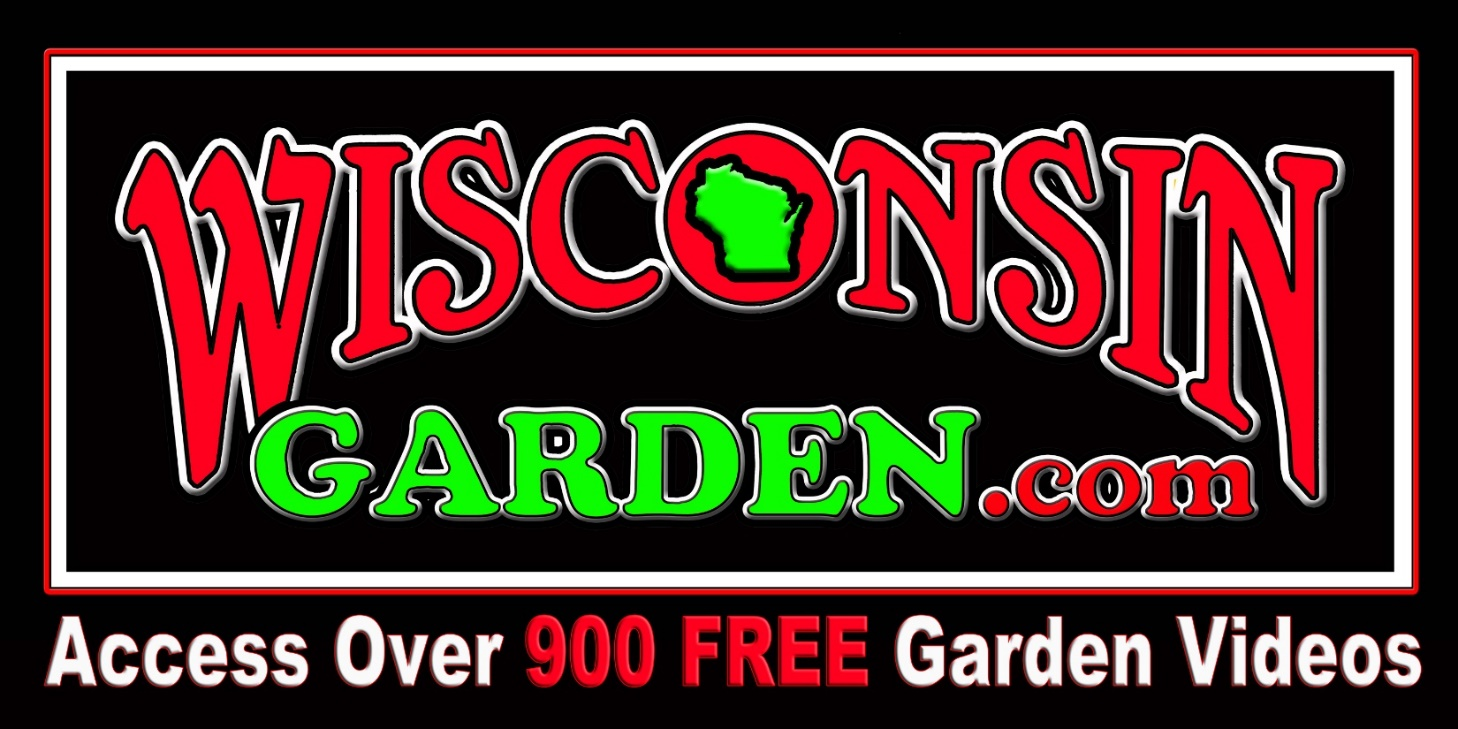 WISCONSIN
GARDEN.com
Access Over 900 FREE Garden Videos